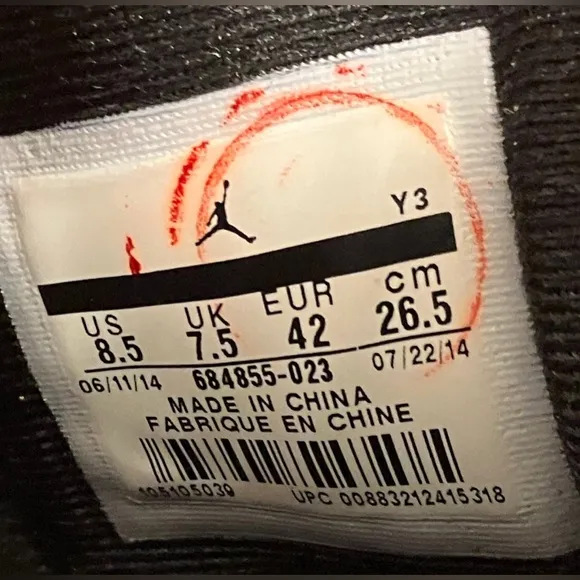 Y3
US UK EUR cm
8.5 7.5 42 26.5
06/11/14 684855-023 07/22/14
MADE IN CHINA
FABRIQUE EN CHINE
105105039 UPC 00883212415318